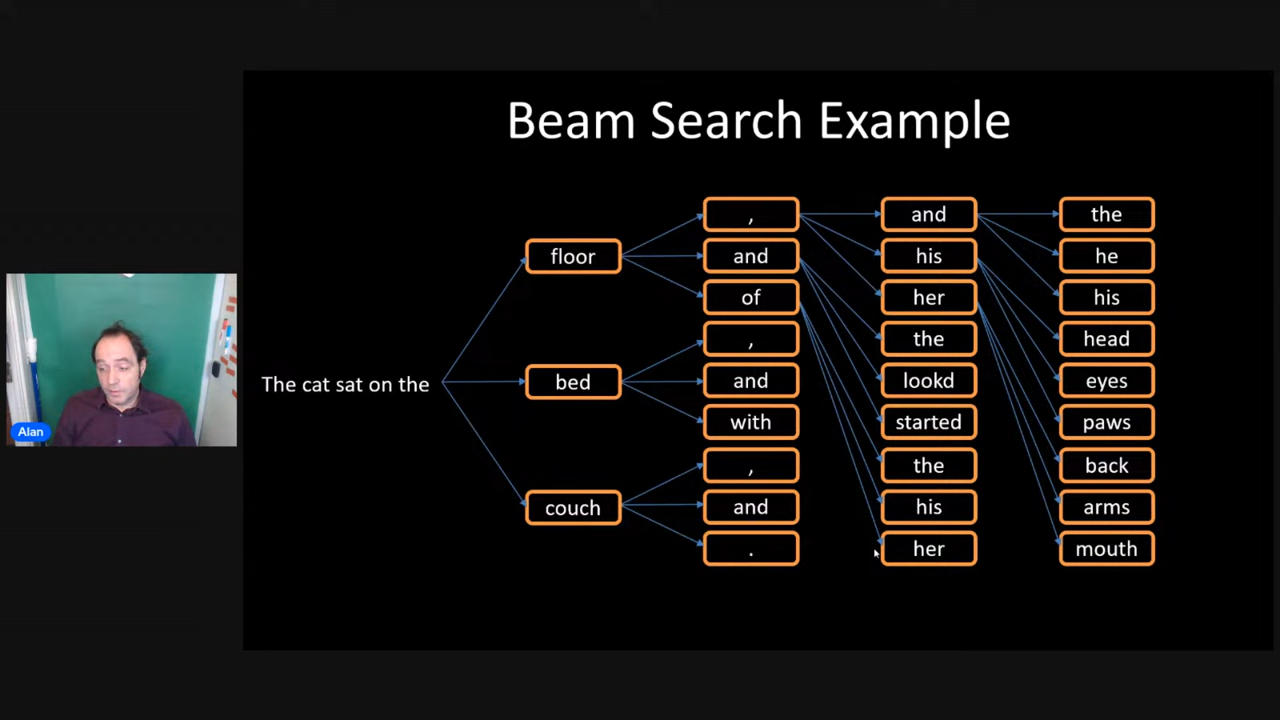 Beam Search Example
The cat sat on the
floor
bed
couch
,
and
of
,
and
with
,
and
.
and
his
her
the
lookd
started
the
his
her
the
he
his
head
eyes
paws
back
arms
mouth
Alan